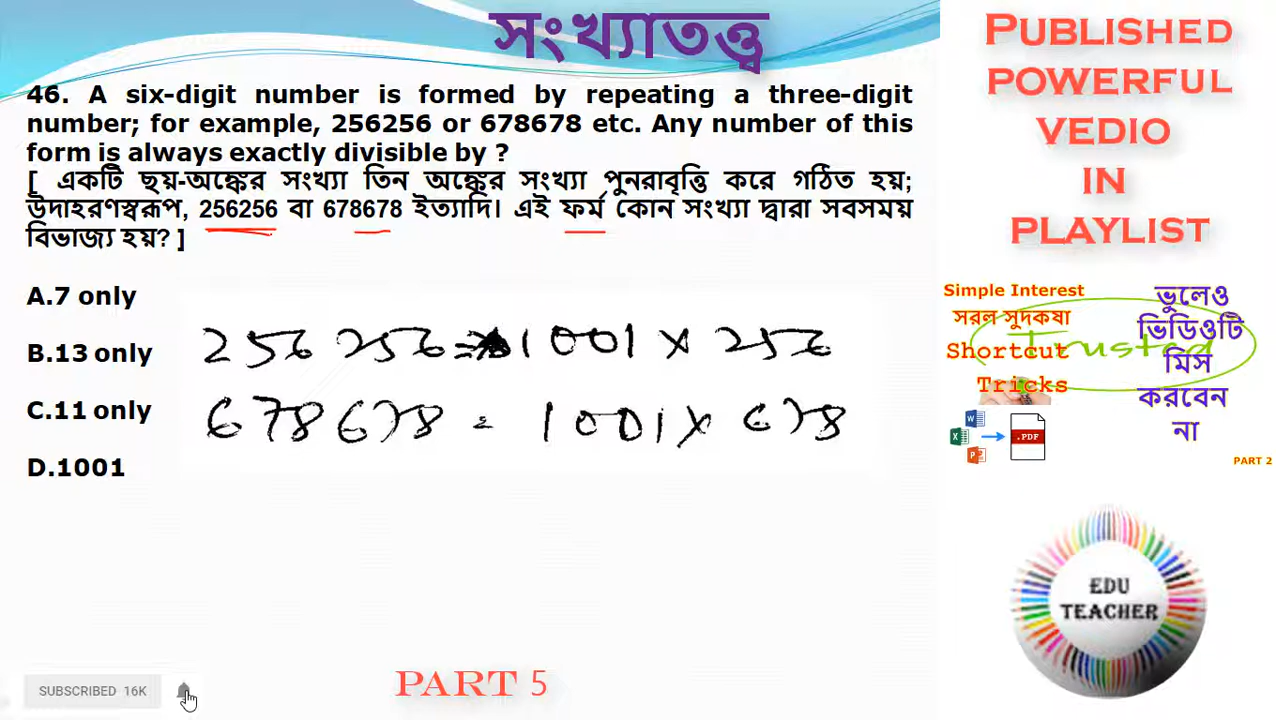 সংখ্যাতত্ত্ব
46. A six-digit number is formed by repeating a three-digit
number; for example, 256256 or 678678 etc. Any number of this
form is always exactly divisible by ?
[ একটি ছয়-অঙ্কের সংখ্যা তিন অঙ্কের সংখ্যা পুনরাবৃত্তি করে গঠিত হয়;
উদাহরণস্বরূপ, 256256 বা 678678 ইত্যাদি। এই ফর্ম কোন সংখ্যা দ্বারা সবসময়
বিভাজ্য হয়? ]
A.7 only
256256 = 1001 x 256
B.13 only
678678 = 1001 x 678
C.11 only
D.1001
PART 5
SUBSCRIBED 16K
PUBLISHED
POWERFUL
VEDIO
IN
PLAYLIST
Simple Interest
সরল সুদকষা
Shortcut
Tricks
Trusted
ভুলেও
ভিডিওটি
মিস
করবেন
না
W
X
P
.PDF
PART 2
EDU
TEACHER